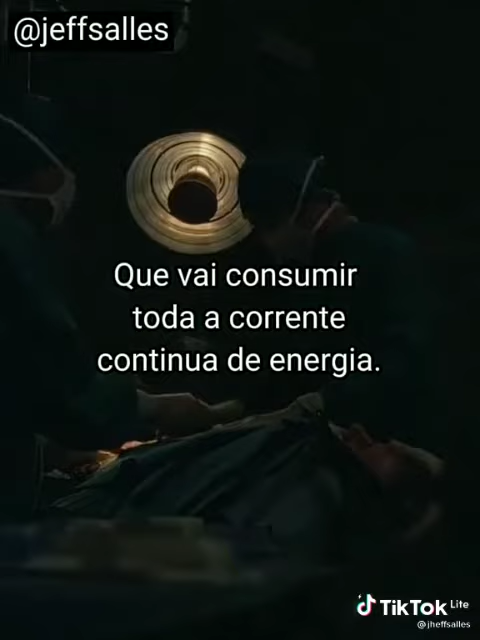 @jeffsalles
Que vai consumir
toda a corrente
continua de energia.
TikTok Lite
@jheffsalles